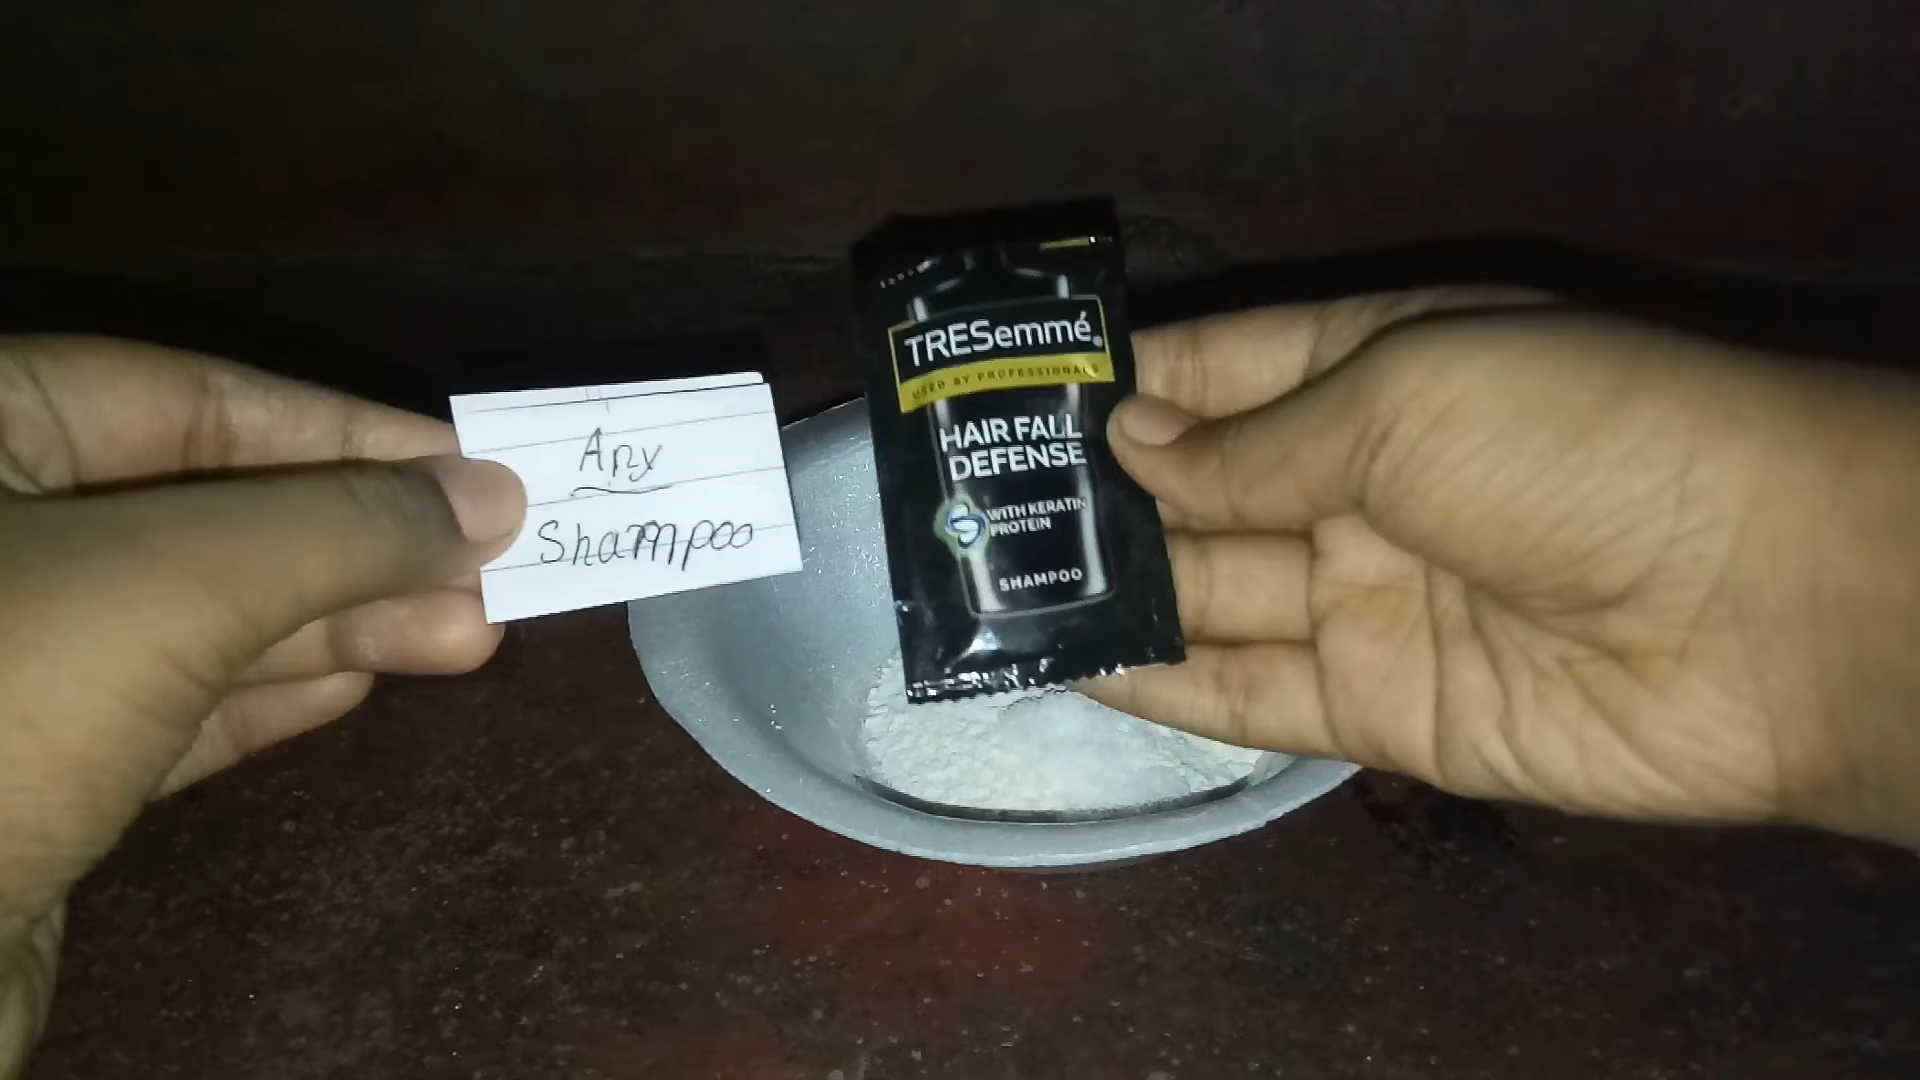 Any
Shampoo
TRESemmé
USED BY PROFESSIONALS
HAIR FALL
DEFENSE
WITH KERATIN
PROTEIN
SHAMPOO